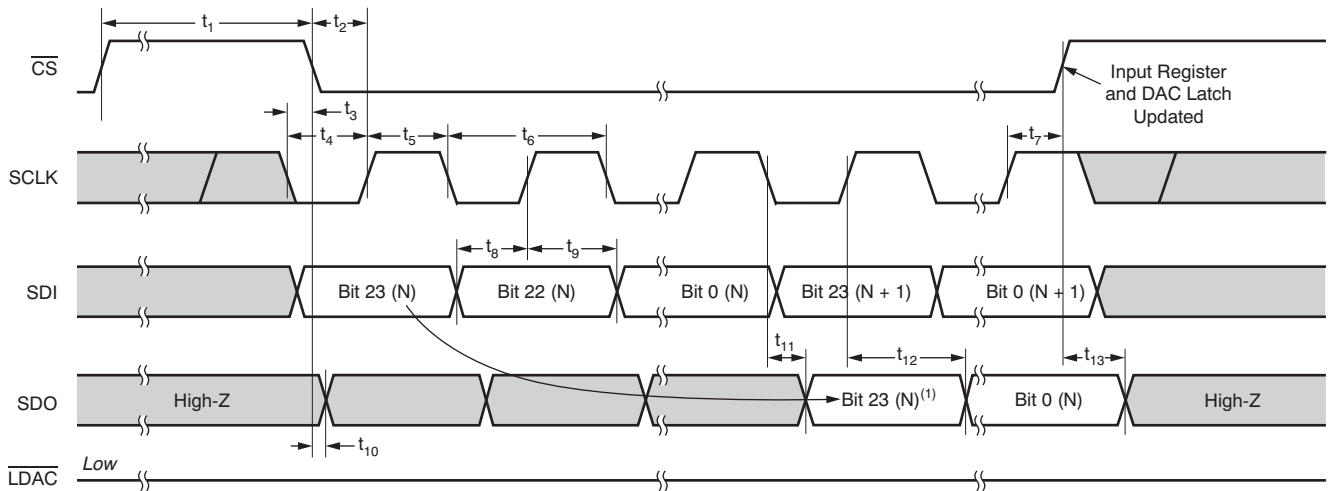 t1 t2
CS
Input Register
and DAC Latch
Updated
t3
t4 t5 t6 t7
SCLK
t8 t9
SDI Bit 23 (N) Bit 22 (N) Bit 0 (N) Bit 23 (N + 1) Bit 0 (N + 1)
t11 t12 t13
SDO High-Z Bit 23 (N)(1) Bit 0 (N) High-Z
t10
LDAC Low